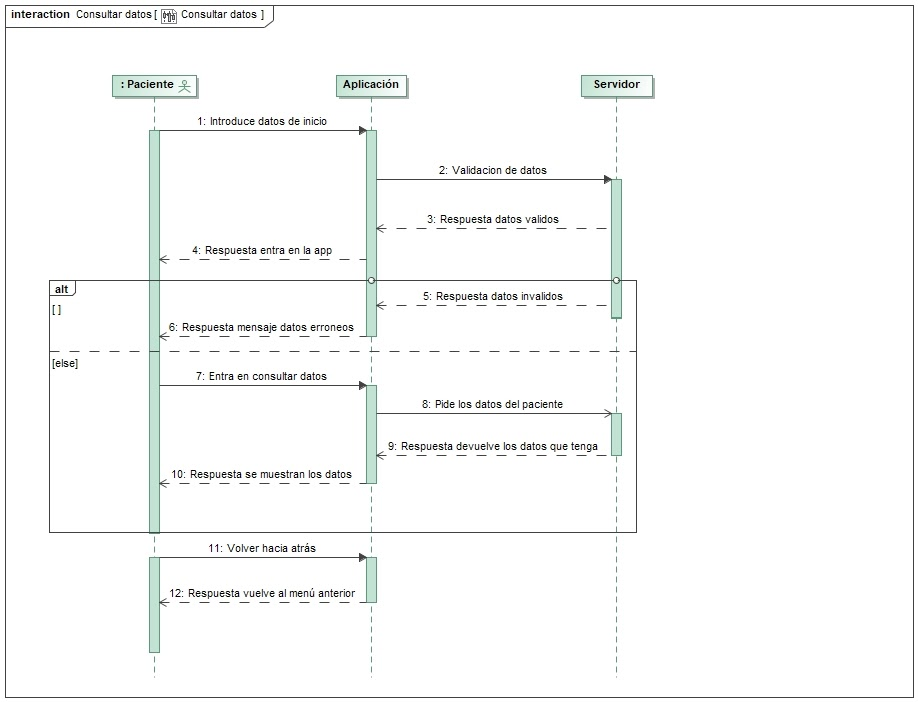 interaction Consultar datos [ Consultar datos ]
: Paciente
Aplicación
Servidor
1: Introduce datos de inicio
2: Validacion de datos
3: Respuesta datos validos
4: Respuesta entra en la app
alt
[ ]
5: Respuesta datos invalidos
6: Respuesta mensaje datos erroneos
[else]
7: Entra en consultar datos
8: Pide los datos del paciente
9: Respuesta devuelve los datos que tenga
10: Respuesta se muestran los datos
11: Volver hacia atrás
12: Respuesta vuelve al menú anterior